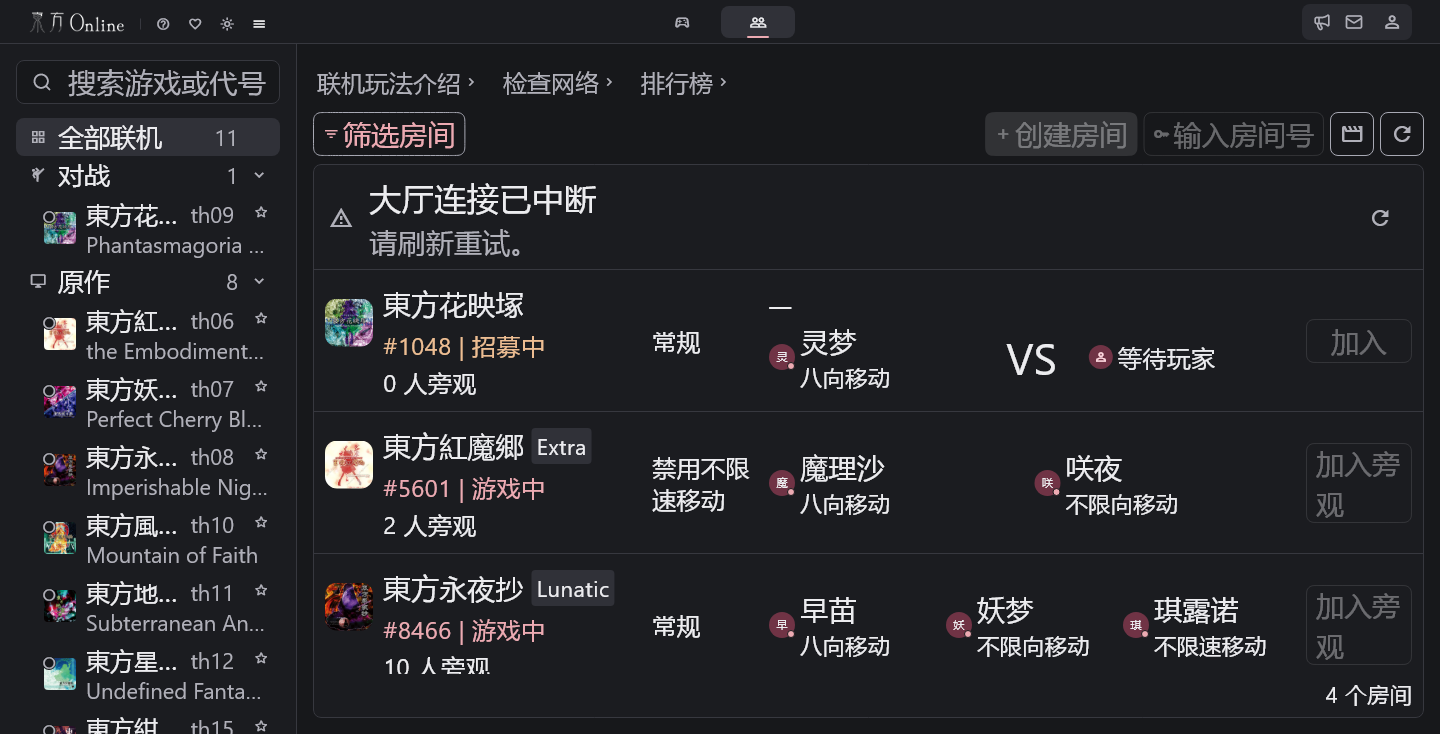 東方Online
搜索游戏或代号
全部联机 11
对战 1
東方花... th09
Phantasmagoria ...
原作 8
東方紅... th06
the Embodiment...
東方妖... th07
Perfect Cherry Bl...
東方永... th08
Imperishable Nig...
東方風... th10
Mountain of Faith
東方地... th11
Subterranean An...
東方星... th12
Undefined Fanta...
東方紺... th15
联机玩法介绍
检查网络
排行榜
筛选房间
+ 创建房间
输入房间号
大厅连接已中断
请刷新重试。
東方花映塚
#1048 | 招募中
0 人旁观
常规
—
灵
灵梦
八向移动
VS
等待玩家
加入
東方紅魔郷 Extra
#5601 | 游戏中
2 人旁观
禁用不限
速移动
魔
魔理沙
八向移动
咲
咲夜
不限向移动
加入旁
观
東方永夜抄 Lunatic
#8466 | 游戏中
10 人旁观
常规
早
早苗
八向移动
妖
妖梦
不限向移动
琪
琪露诺
不限速移动
加入旁
观
4 个房间